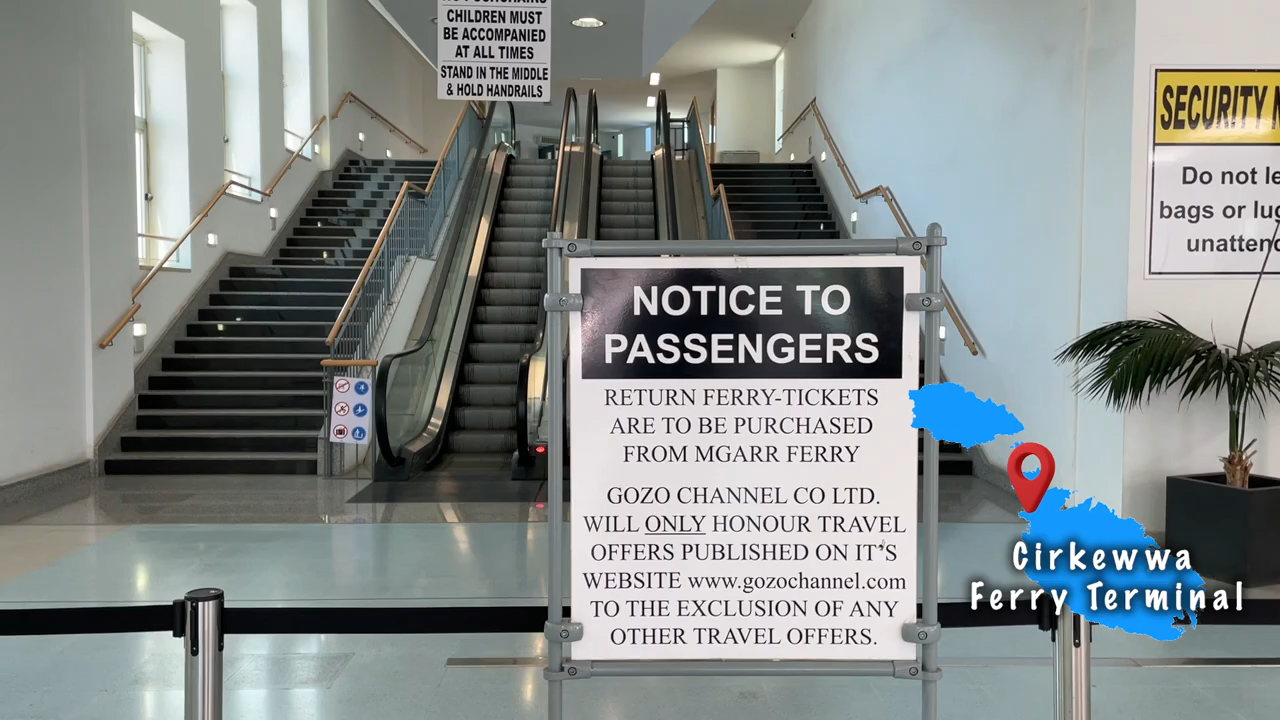 CHILDREN MUST
BE ACCOMPANIED
AT ALL TIMES
STAND IN THE MIDDLE
& HOLD HANDRAILS
SECURITY
Do not
bags or
NOTICE TO
PASSENGERS
RETURN FERRY-TICKETS
ARE TO BE PURCHASED
FROM MGARR FERRY
GOZO CHANNEL CO LTD.
WILL ONLY HONOUR TRAVEL
OFFERS PUBLISHED ON IT'S
WEBSITE www.gozochannel.com
TO THE EXCLUSION OF ANY
OTHER TRAVEL OFFERS.
Cirkewwa
Ferry Terminal